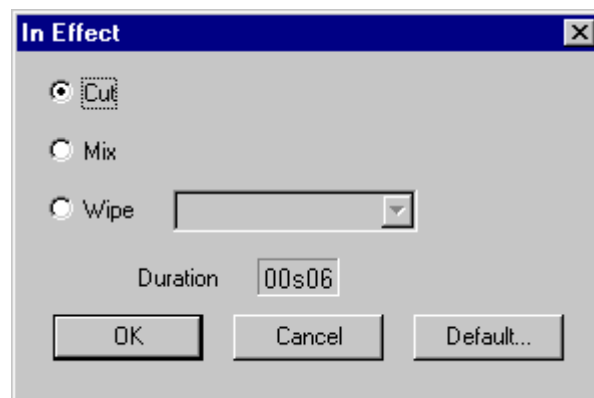 In Effect
Cut
Mix
Wipe
Duration 00s06
OK Cancel Default...